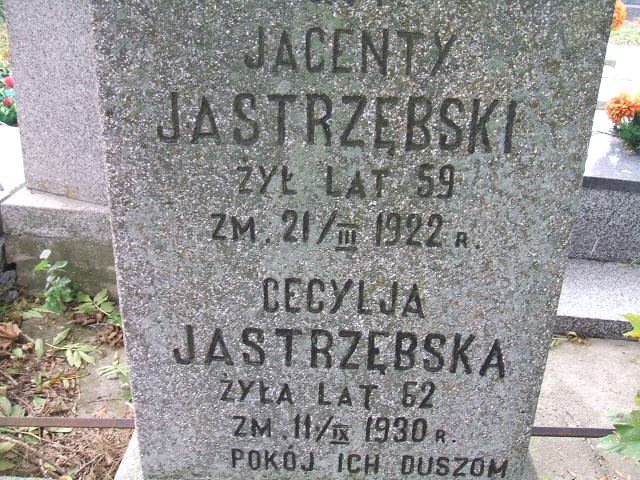 JACENTY
JASTRZĘBSKI
ŻYŁ LAT 59
ZM. 21/III 1922 R.
CECYLJA
JASTRZĘBSKA
ŻYŁA LAT 62
ZM. 11/IX 1930 R.
POKÓJ ICH DUSZOM